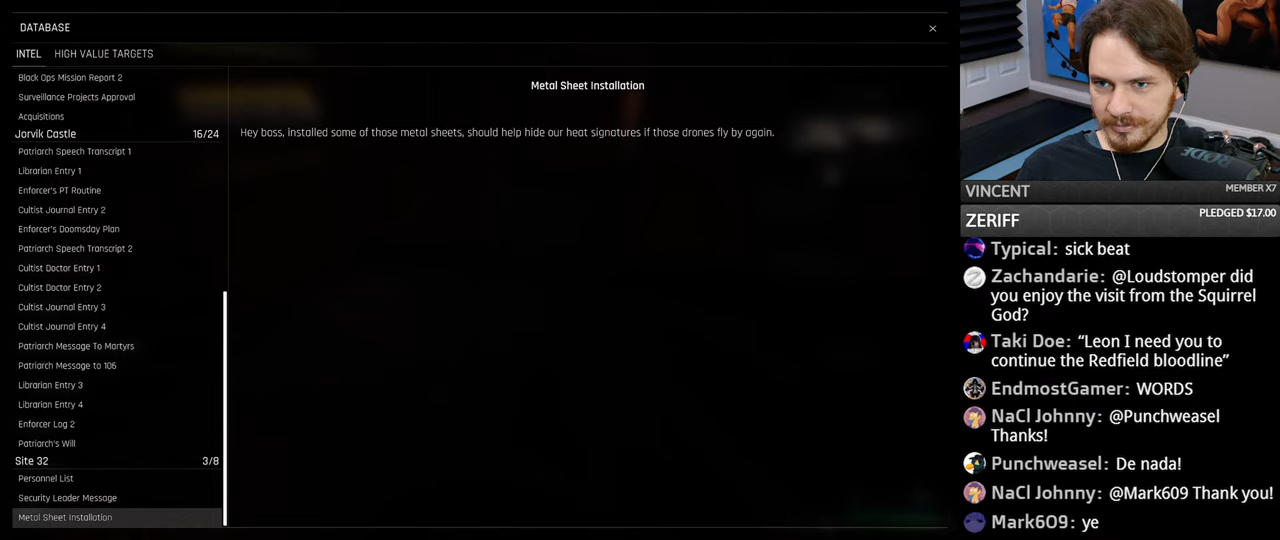 DATABASE
INTEL HIGH VALUE TARGETS
Black Ops Mission Report 2
Surveillance Projects Approval
Acquisitions
Jorvik Castle 16/24
Patriarch Speech Transcript 1
Librarian Entry 1
Enforcer's PT Routine
Cultist Journal Entry 2
Enforcer's Doomsday Plan
Patriarch Speech Transcript 2
Cultist Doctor Entry 1
Cultist Doctor Entry 2
Cultist Journal Entry 3
Cultist Journal Entry 4
Patriarch Message To Martyrs
Patriarch Message to 106
Librarian Entry 3
Librarian Entry 4
Enforcer Log 2
Patriarch's Will
Site 32 3/8
Personnel List
Security Leader Message
Metal Sheet Installation
Metal Sheet Installation
Hey boss, installed some of those metal sheets, should help hide our heat signatures if those drones fly by again.
RODE
VINCENT MEMBER X7
ZERIFF PLEDGED $17.00
Typical: sick beat
Zachandarie: @Loudstomper did
you enjoy the visit from the Squirrel
God?
Taki Doe: “Leon I need you to
continue the Redfield bloodline”
EndmostGamer: WORDS
NaCl Johnny: @Punchweasel
Thanks!
Punchweasel: De nada!
NaCl Johnny: @Mark609 Thank you!
Mark609: ye